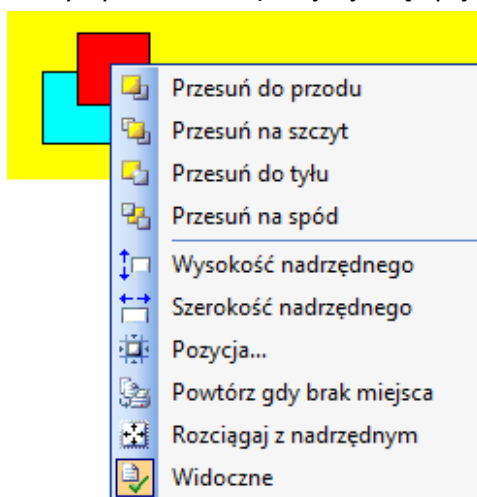 Przesuń do przodu
Przesuń na szczyt
Przesuń do tyłu
Przesuń na spód
Wysokość nadrzędnego
Szerokość nadrzędnego
Pozycja...
Powtórz gdy brak miejsca
Rozciągaj z nadrzędnym
Widoczne